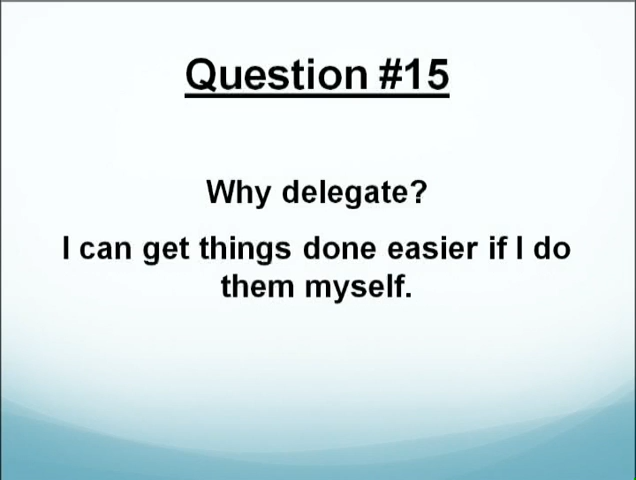 Question #15
Why delegate?
I can get things done easier if I do
them myself.